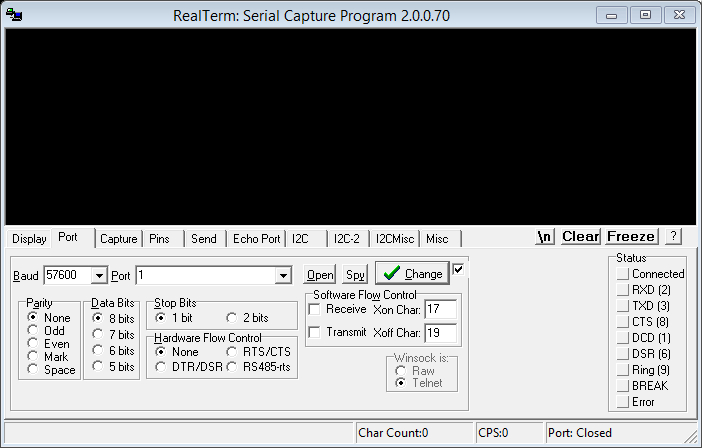 RealTerm: Serial Capture Program 2.0.0.70
Display Port Capture Pins Send Echo Port I2C I2C-2 I2CMisc Misc \n Clear Freeze ?
Baud 57600 Port 1 Open Spy Change
Parity
None
Odd
Even
Mark
Space
Data Bits
8 bits
7 bits
6 bits
5 bits
Stop Bits
1 bit 2 bits
Hardware Flow Control
None RTS/CTS
DTR/DSR RS485-rts
Software Flow Control
Receive Xon Char: 17
Transmit Xoff Char: 19
Winsock is:
Raw
Telnet
Status
Connected
RXD (2)
TXD (3)
CTS (8)
DCD (1)
DSR (6)
Ring (9)
BREAK
Error
Char Count:0 CPS:0 Port: Closed